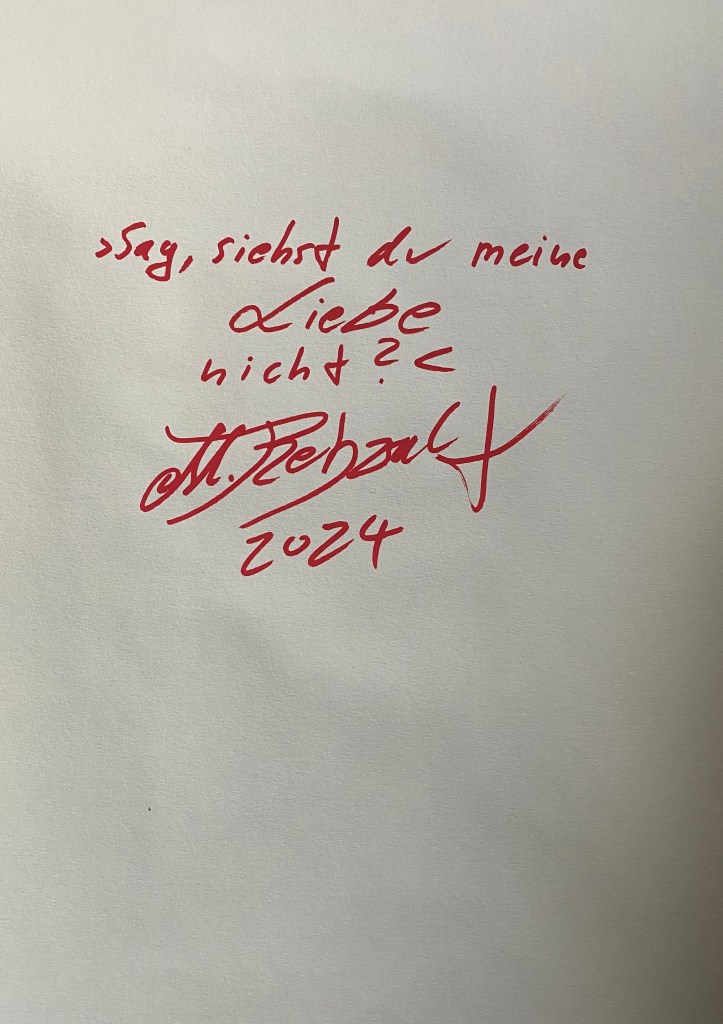 >Sag, siehst du meine
Liebe
nicht?<
M.
2024